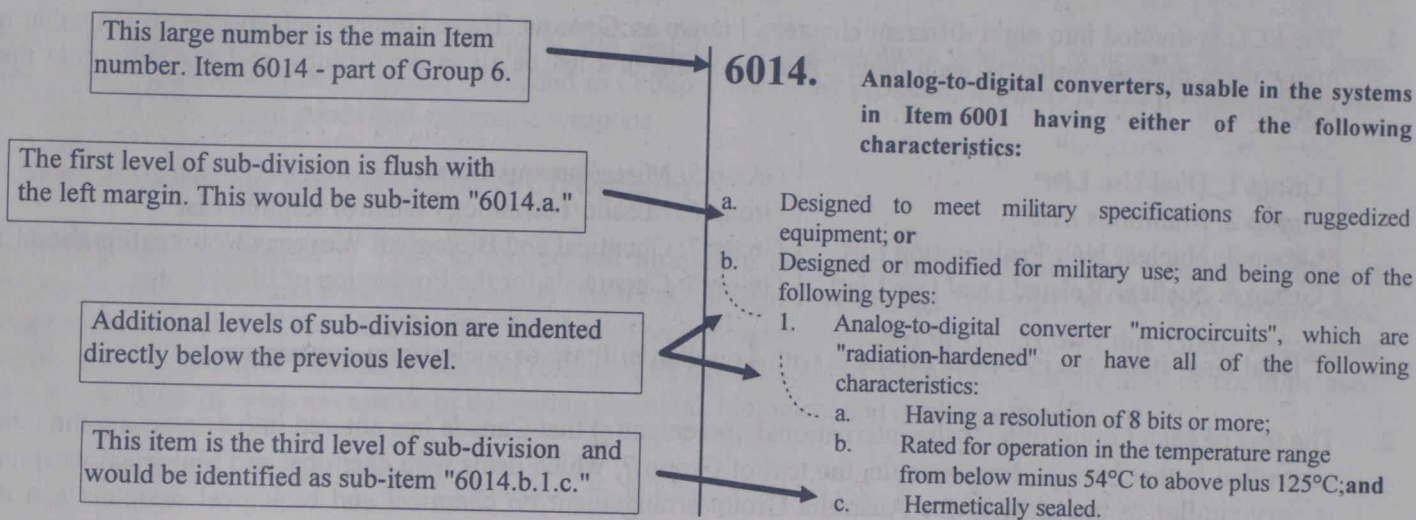 This large number is the main Item
number. Item 6014 - part of Group 6.
6014.
Analog-to-digital converters, usable in the systems
in Item 6001 having either of the following
characteristics:
The first level of sub-division is flush with
the left margin. This would be sub-item "6014.a."
a. Designed to meet military specifications for ruggedized
equipment; or
b. Designed or modified for military use; and being one of the
following types:
Additional levels of sub-division are indented
directly below the previous level.
1. Analog-to-digital converter "microcircuits", which are
"radiation-hardened" or have all of the following
characteristics:
a. Having a resolution of 8 bits or more;
b. Rated for operation in the temperature range
from below minus 54°C to above plus 125°C;and
c. Hermetically sealed.
This item is the third level of sub-division and
would be identified as sub-item "6014.b.1.c."